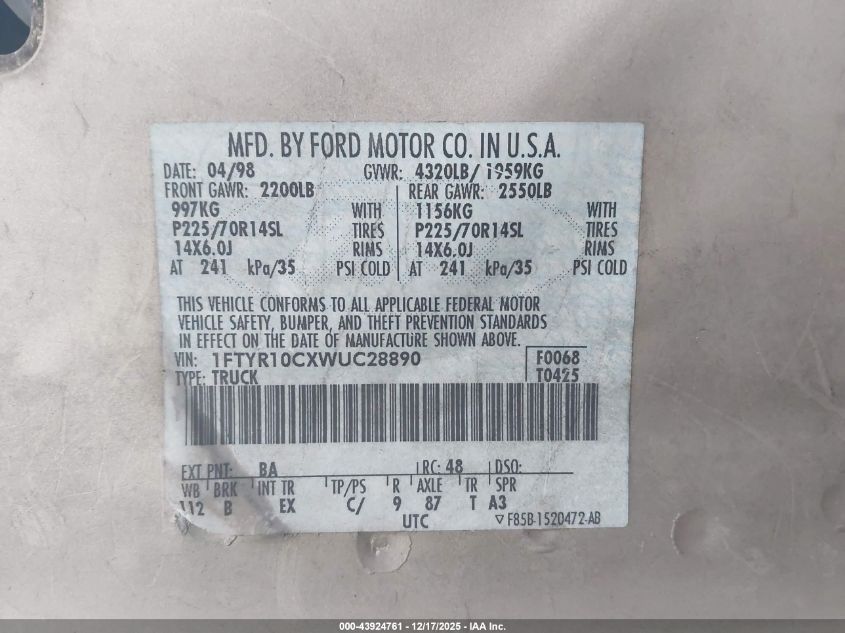 MFD. BY FORD MOTOR CO. IN U.S.A.
DATE: 04/98 GVWR: 4320LB/ 1959KG
FRONT GAWR: 2200LB REAR GAWR: 2550LB
997KG WITH 1156KG WITH
P225/70R14SL TIRES P225/70R14SL TIRES
14X6.0J RIMS 14X6.0J RIMS
AT 241 kPa/35 PSI COLD AT 241 kPa/35 PSI COLD
THIS VEHICLE CONFORMS TO ALL APPLICABLE FEDERAL MOTOR
VEHICLE SAFETY, BUMPER, AND THEFT PREVENTION STANDARDS
IN EFFECT ON THE DATE OF MANUFACTURE SHOWN ABOVE.
VIN: 1FTYR10CXWUC28890 F0068
TYPE: TRUCK T0425
EXT PNT: BA RC: 48 DSO:
WB BRK INT TR TP/PS R AXLE TR SPR
112 B EX C/ 9 87 T A3
UTC F85B-1520472-AB
000-43924761 - 12/17/2025 - IAA Inc.